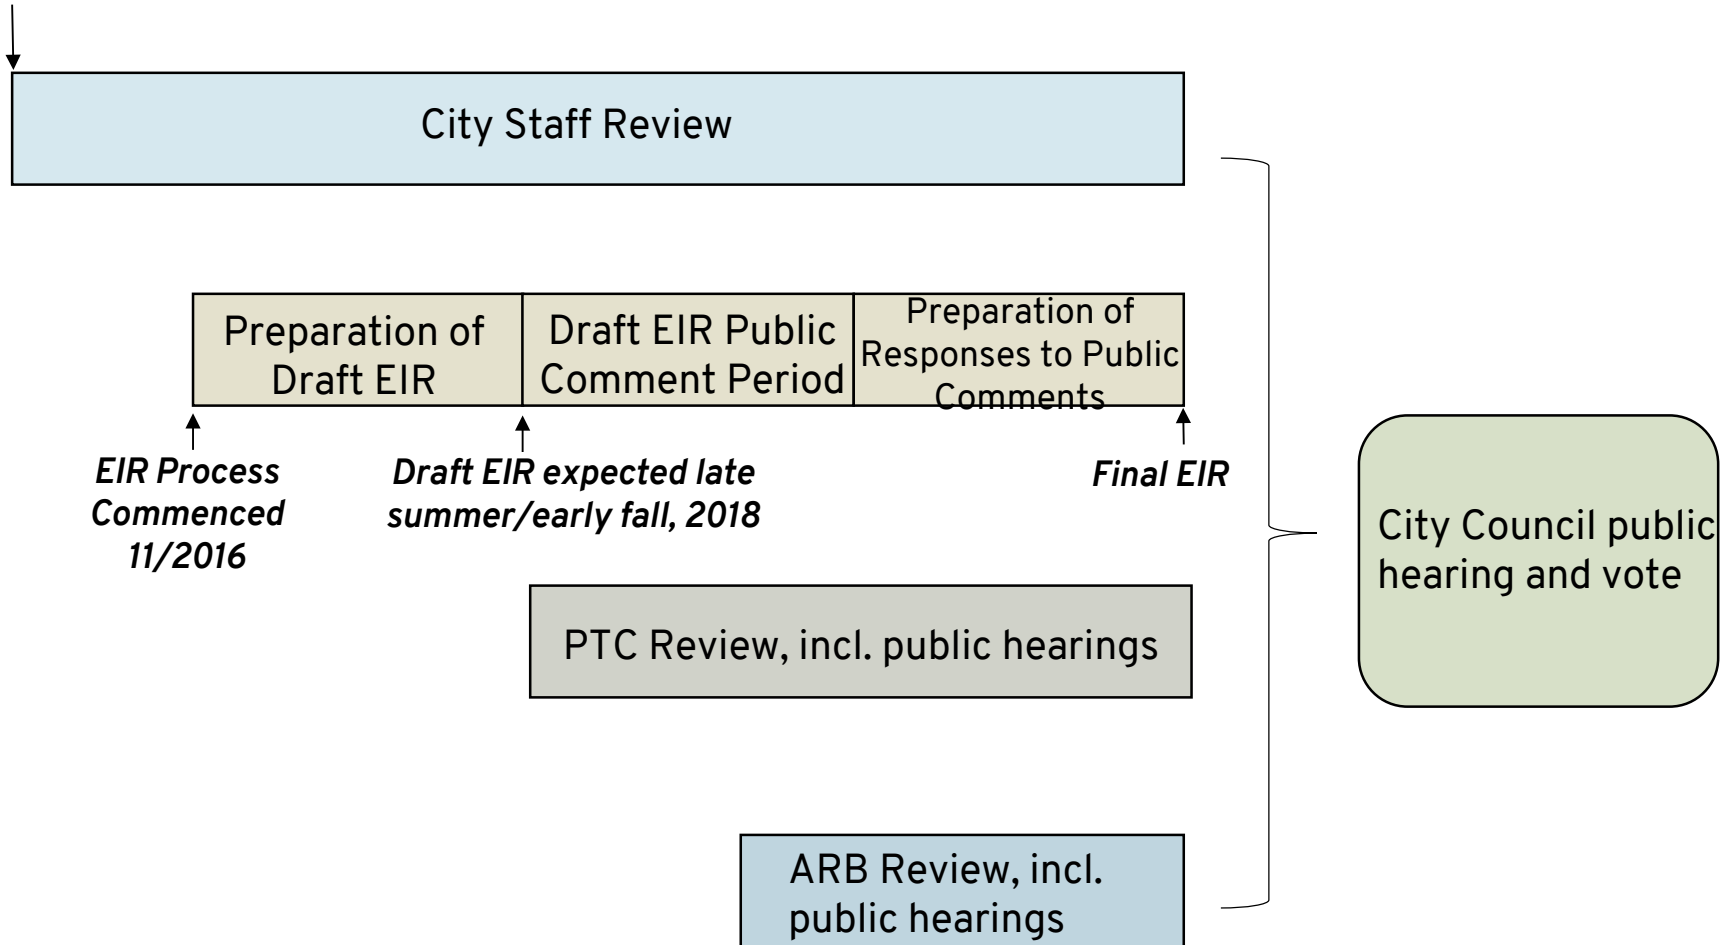 City Staff Review
Preparation of
Draft EIR
Draft EIR Public
Comment Period
Preparation of
Responses to Public
Comments
EIR Process
Commenced
11/2016
Draft EIR expected late
summer/early fall, 2018
Final EIR
PTC Review, incl. public hearings
ARB Review, incl.
public hearings
City Council public
hearing and vote